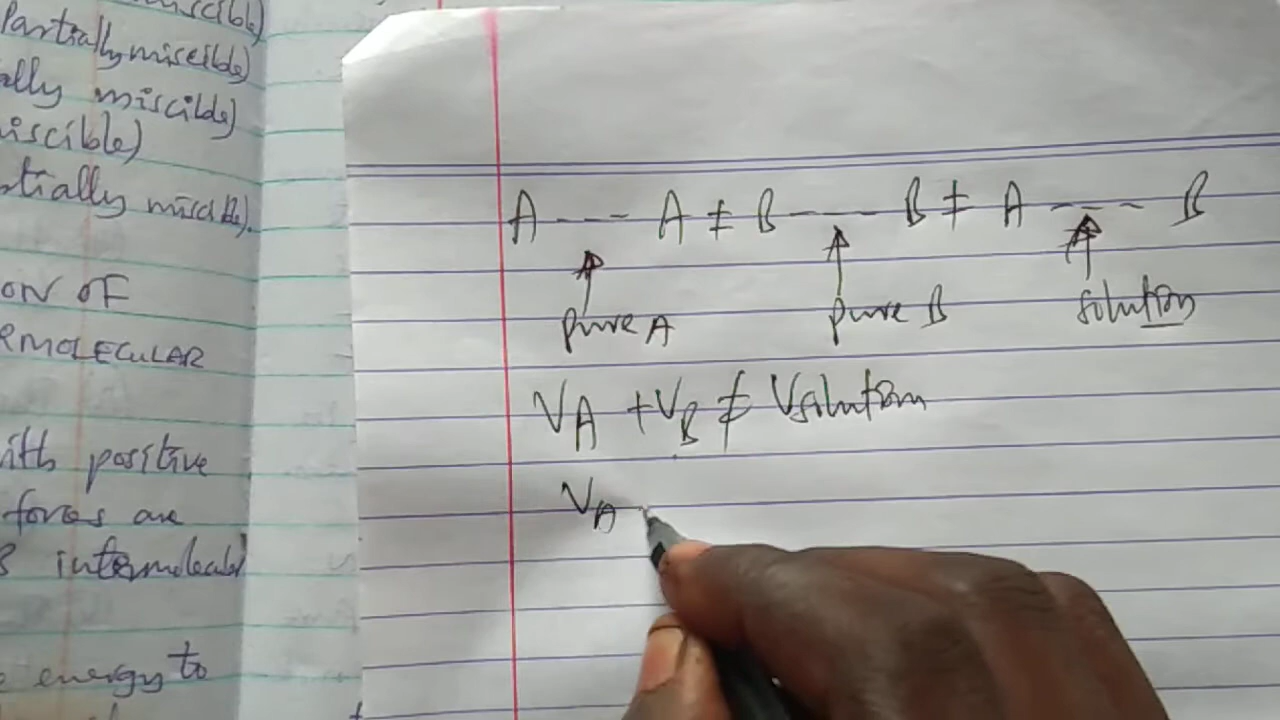 Partially miscible)
ally miscible)
iscible)
tially miscible).
ON OF
RMOLECULAR
ith positive
forces are
B intermolecular
energy to
A --- A ≠ B --- B ≠ A --- B
pure A pure B solution
VA + VB ≠ Vsolution
VA